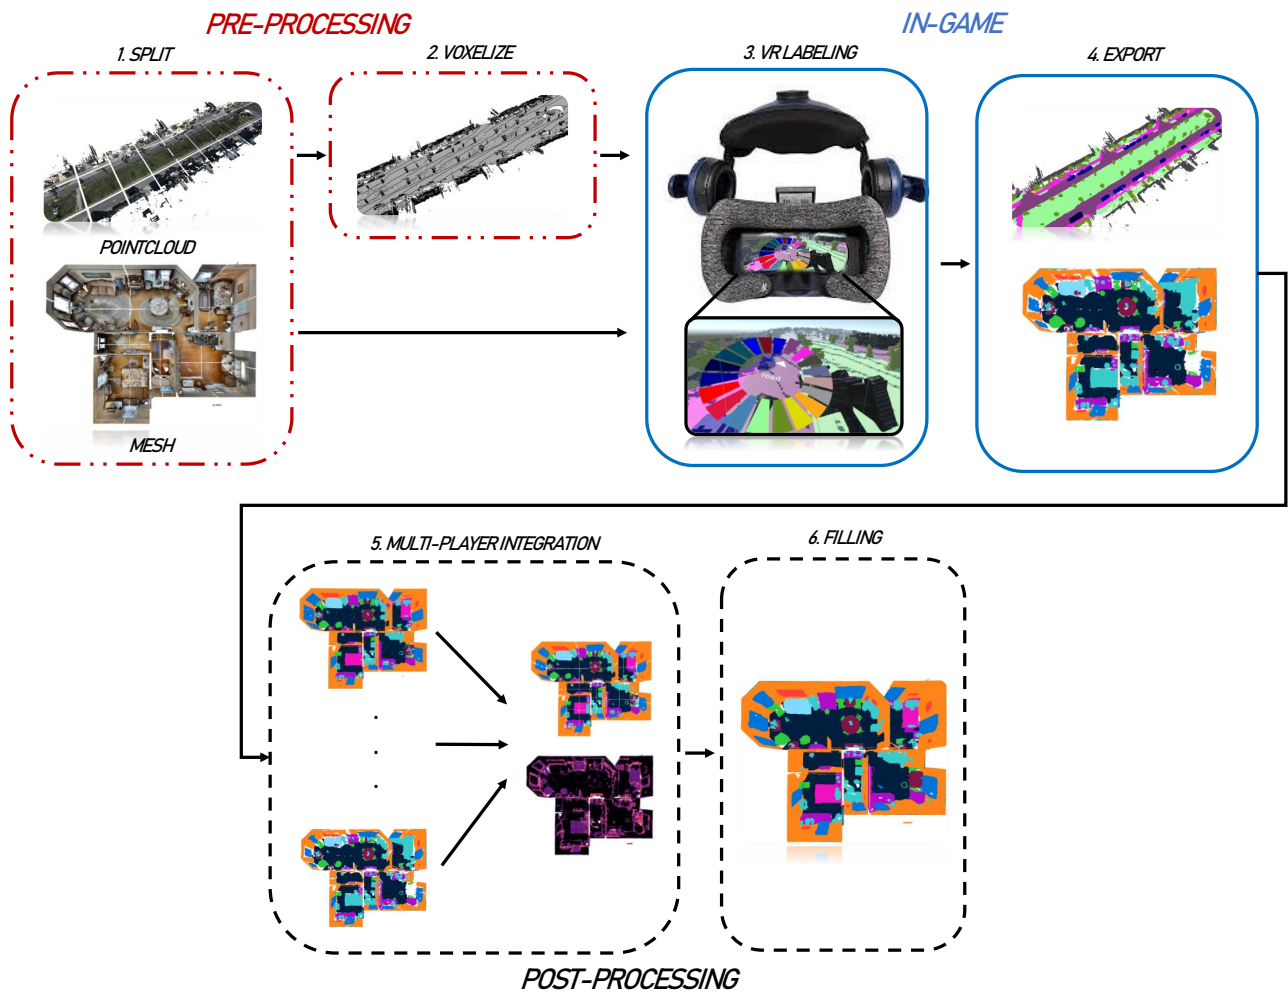 PRE-PROCESSING
IN-GAME
1. SPLIT
2. VOXELIZE
3. VR LABELING
4. EXPORT
POINTCLOUD
road
MESH
5. MULTI-PLAYER INTEGRATION
6. FILLING
.
.
.
POST-PROCESSING